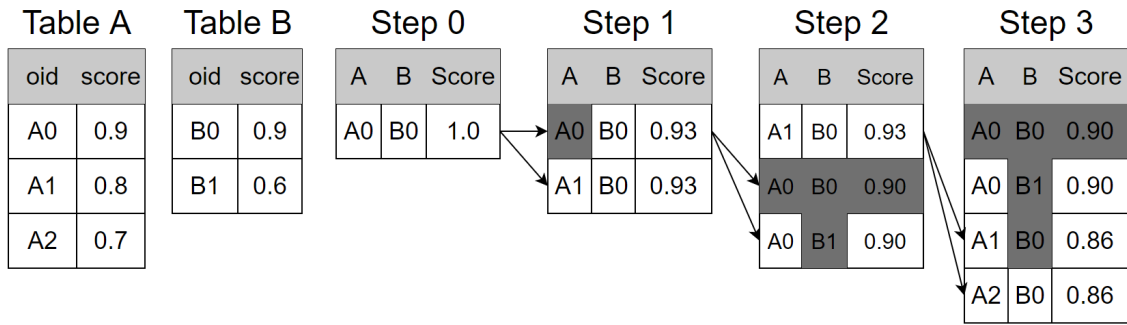 Table A Table B Step 0 Step 1 Step 2 Step 3
oid score oid score A B Score A B Score A B Score A B Score
A0 0.9 B0 0.9 A0 B0 1.0 A0 B0 0.93 A1 B0 0.93 A0 B0 0.90
A1 0.8 B1 0.6 A1 B0 0.93 A0 B0 0.90 A0 B1 0.90
A2 0.7 A0 B1 0.90 A1 B0 0.86
A2 B0 0.86